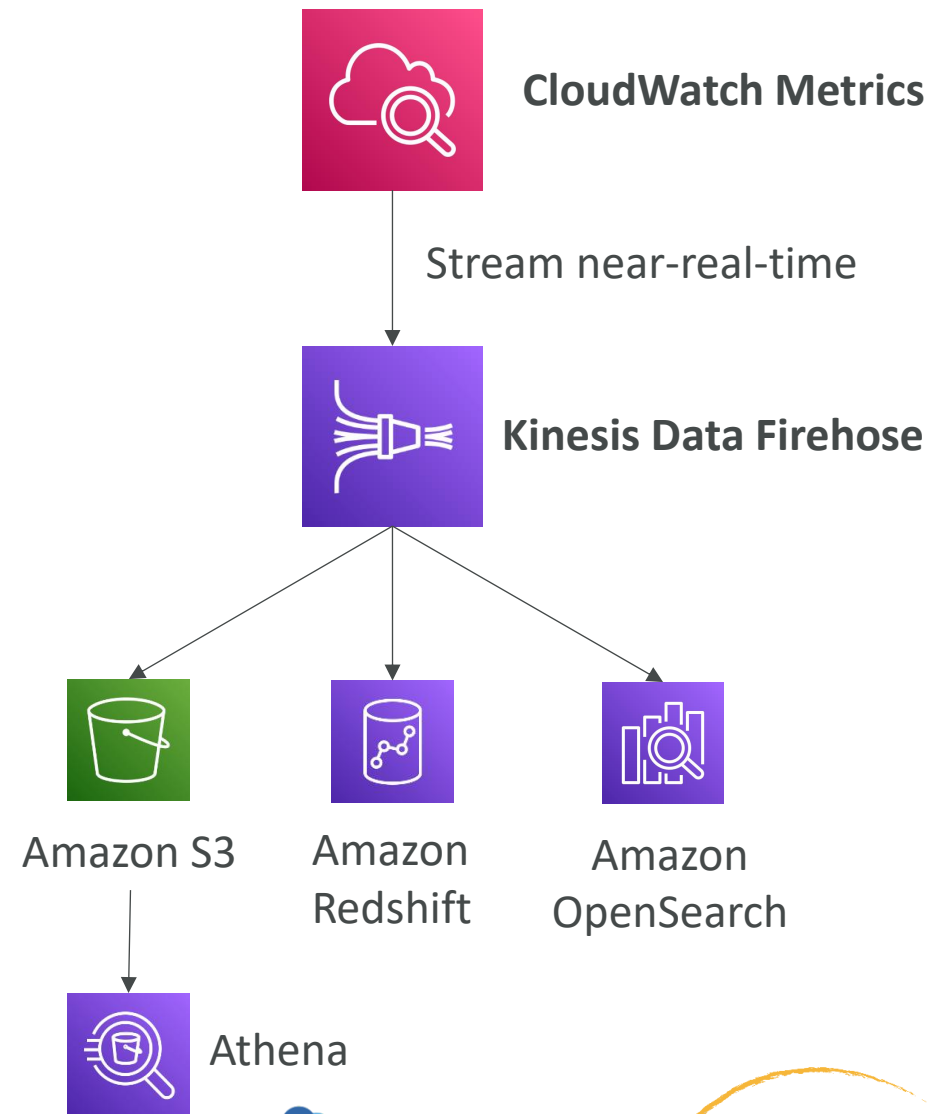 CloudWatch Metrics
Stream near-real-time
Kinesis Data Firehose
Amazon S3
Amazon
Redshift
Amazon
OpenSearch
Athena